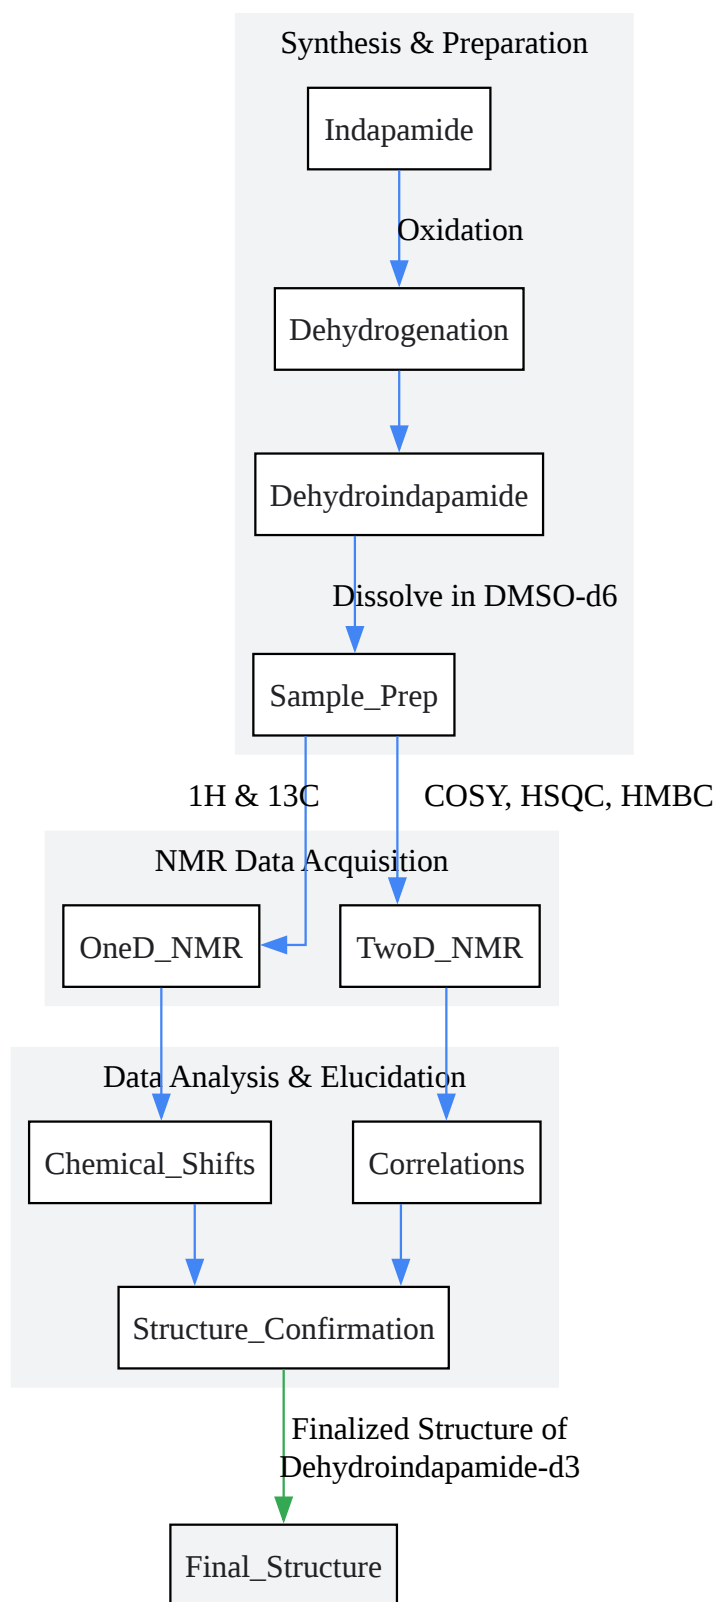 Synthesis & Preparation
Indapamide
Oxidation
Dehydrogenation
Dehydroindapamide
Dissolve in DMSO-d6
Sample_Prep
1H & 13C
COSY, HSQC, HMBC
NMR Data Acquisition
OneD_NMR
TwoD_NMR
Data Analysis & Elucidation
Chemical_Shifts
Correlations
Structure_Confirmation
Finalized Structure of
Dehydroindapamide-d3
Final_Structure